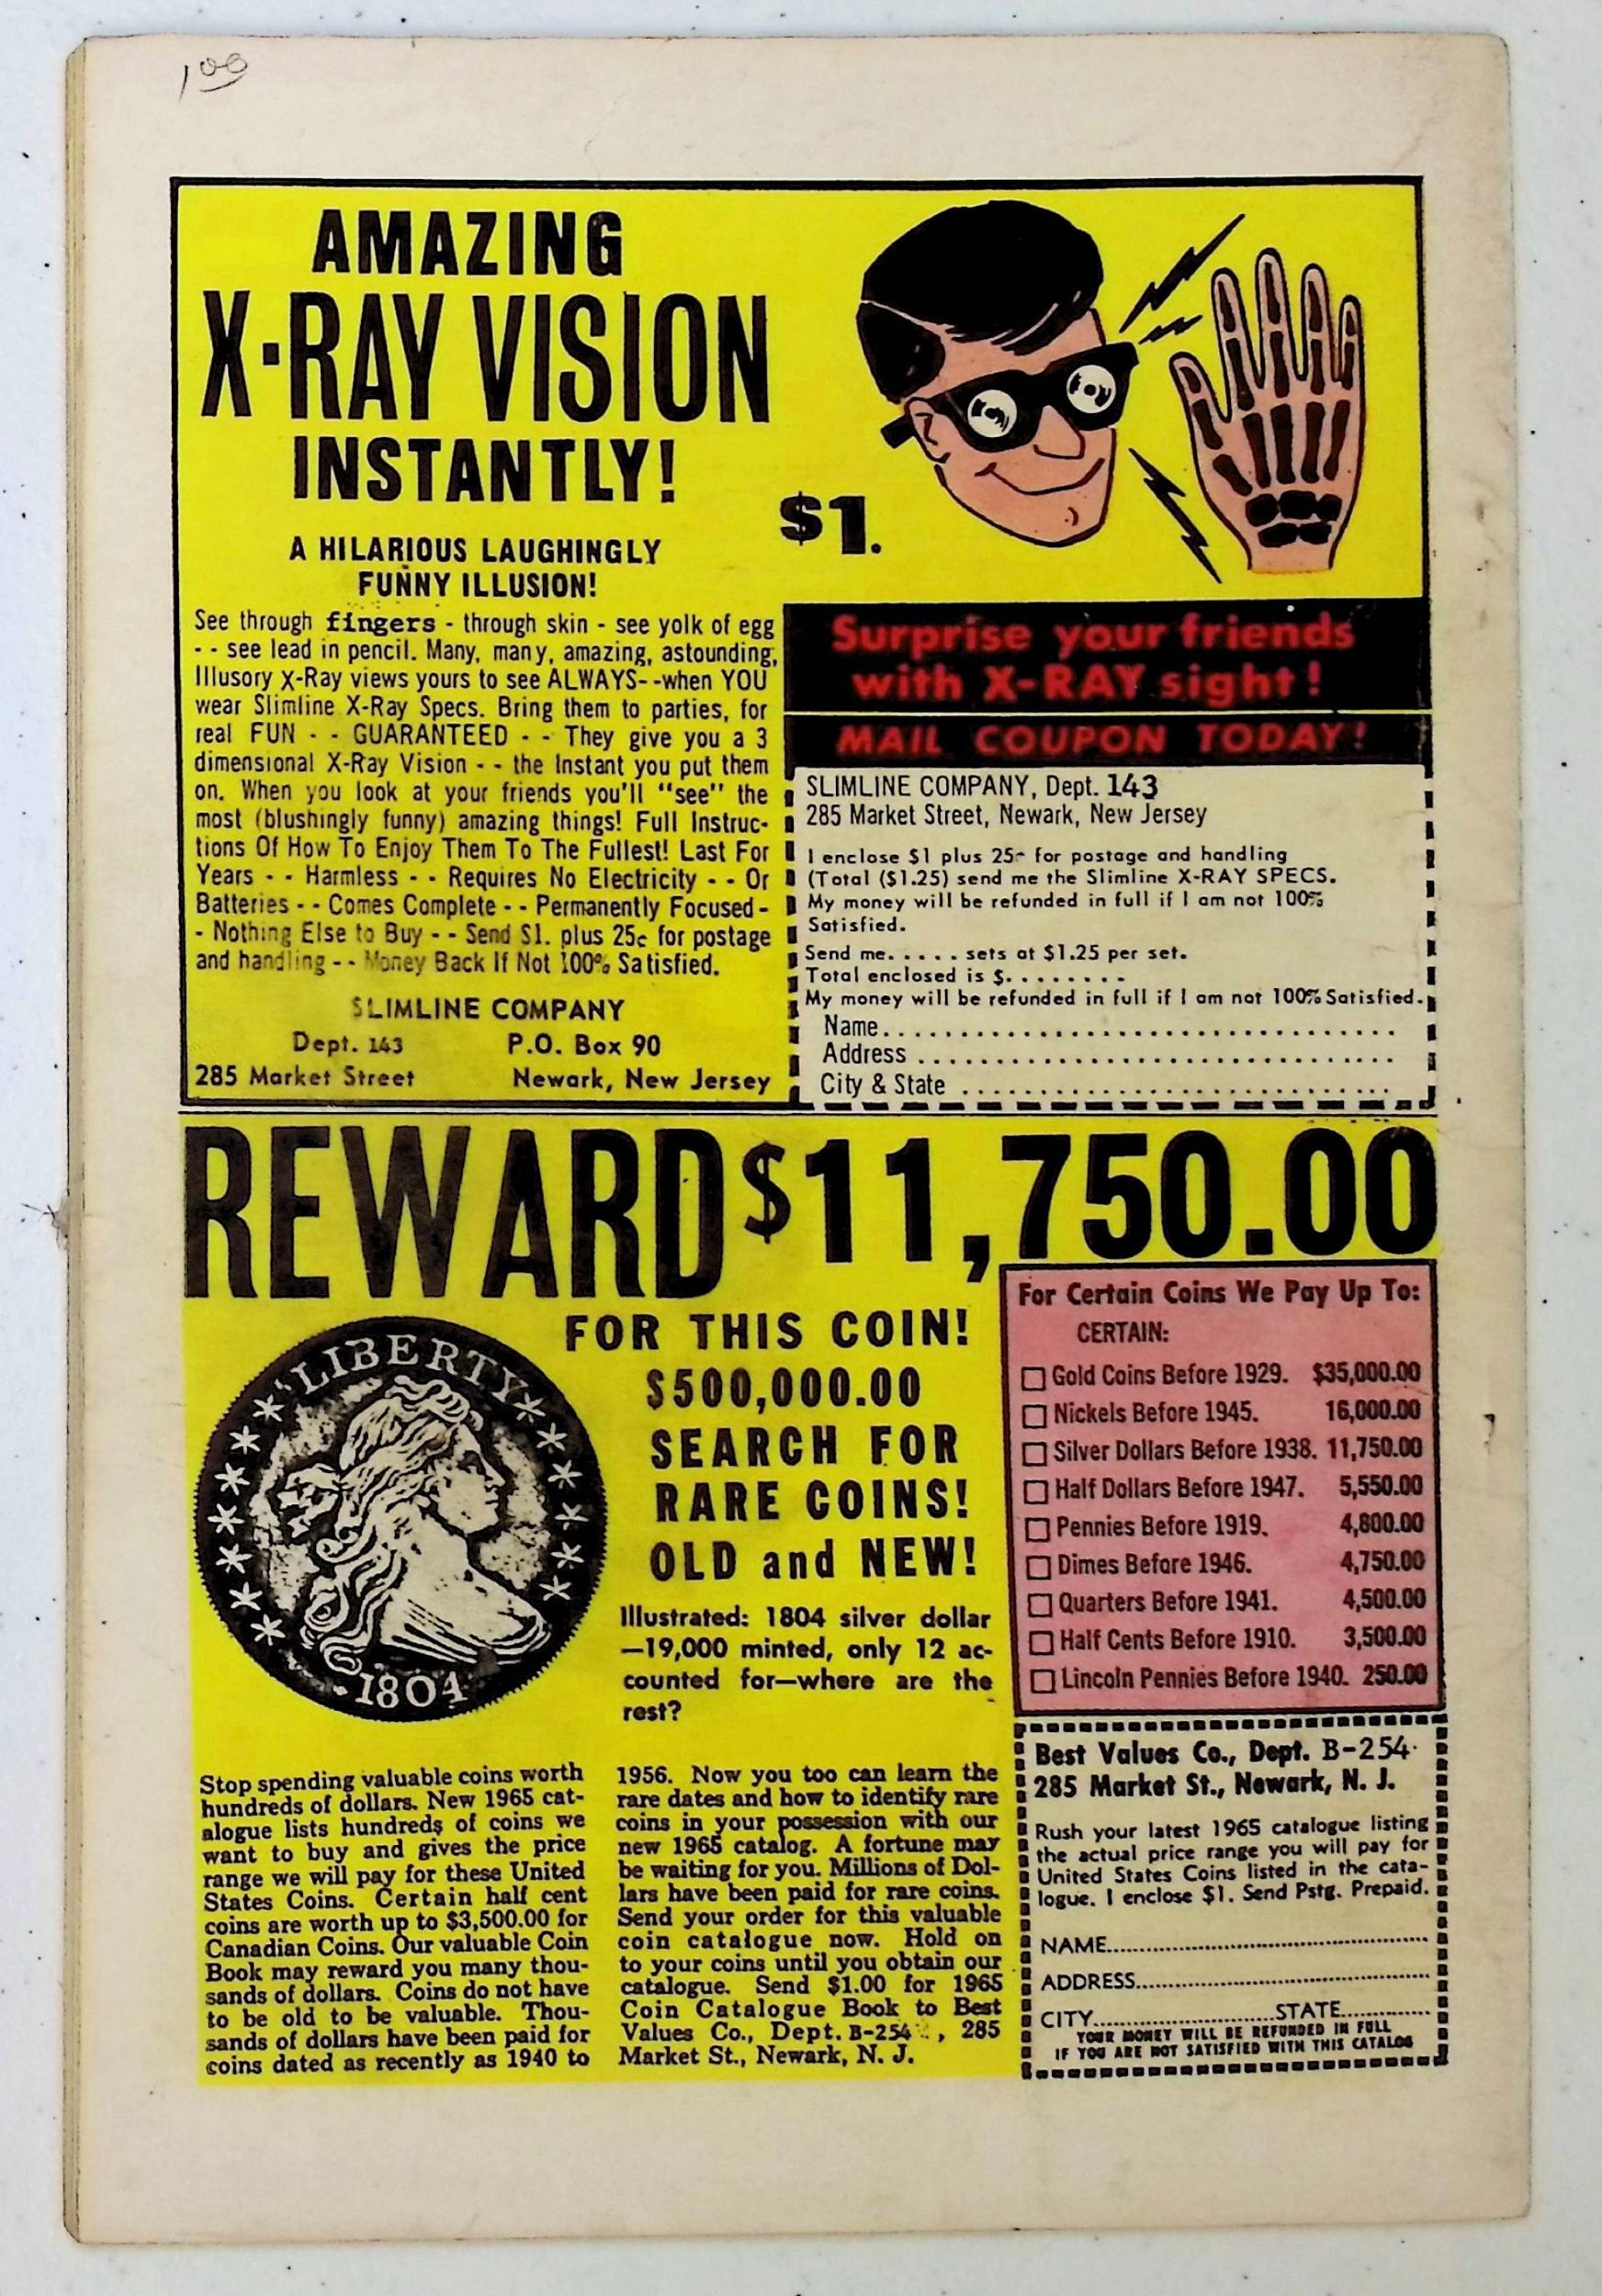 1 00
AMAZING
X-RAY VISION
INSTANTLY!
A HILARIOUS LAUGHINGLY
FUNNY ILLUSION!
$1.
See through fingers - through skin - see yolk of egg
- - see lead in pencil. Many, many, amazing, astounding,
Illusory X-Ray views yours to see ALWAYS- -when YOU
wear Slimline X-Ray Specs. Bring them to parties, for
real FUN - - GUARANTEED - - They give you a 3
dimensional X-Ray Vision - - the Instant you put them
on. When you look at your friends you'll "see" the
most (blushingly funny) amazing things! Full Instruc-
tions Of How To Enjoy Them To The Fullest! Last For
Years - - Harmless - - Requires No Electricity - - Or
Batteries - - Comes Complete - - Permanently Focused -
- Nothing Else to Buy - - Send $1. plus 25c for postage
and handling - - Money Back If Not 100% Satisfied.
SLIMLINE COMPANY
Dept. 143 P.O. Box 90
285 Market Street Newark, New Jersey
Surprise your friends
with X-RAY sight!
MAIL COUPON TODAY!
SLIMLINE COMPANY, Dept. 143
285 Market Street, Newark, New Jersey
I enclose $1 plus 25¢ for postage and handling
(Total ($1.25) send me the Slimline X-RAY SPECS.
My money will be refunded in full if I am not 100%
Satisfied.
Send me. . . . . sets at $1.25 per set.
Total enclosed is $. . . . . . . .
My money will be refunded in full if I am not 100% Satisfied.
Name. . . . . . . . . . . . . . . . . . . . . . . . . . . . . . . .
Address . . . . . . . . . . . . . . . . . . . . . . . . . . . . . .
City & State . . . . . . . . . . . . . . . . . . . . . . . . . . .
REWARD $11,750.00
FOR THIS COIN!
$500,000.00
SEARCH FOR
RARE COINS!
OLD and NEW!
LIBERTY
1804
Illustrated: 1804 silver dollar
—19,000 minted, only 12 ac-
counted for—where are the
rest?
For Certain Coins We Pay Up To:
CERTAIN:
Gold Coins Before 1929. $35,000.00
Nickels Before 1945. 16,000.00
Silver Dollars Before 1938. 11,750.00
Half Dollars Before 1947. 5,550.00
Pennies Before 1919. 4,800.00
Dimes Before 1946. 4,750.00
Quarters Before 1941. 4,500.00
Half Cents Before 1910. 3,500.00
Lincoln Pennies Before 1940. 250.00
Stop spending valuable coins worth
hundreds of dollars. New 1965 cat-
alogue lists hundreds of coins we
want to buy and gives the price
range we will pay for these United
States Coins. Certain half cent
coins are worth up to $3,500.00 for
Canadian Coins. Our valuable Coin
Book may reward you many thou-
sands of dollars. Coins do not have
to be old to be valuable. Thou-
sands of dollars have been paid for
coins dated as recently as 1940 to
1956. Now you too can learn the
rare dates and how to identify rare
coins in your possession with our
new 1965 catalog. A fortune may
be waiting for you. Millions of Dol-
lars have been paid for rare coins.
Send your order for this valuable
coin catalogue now. Hold on
to your coins until you obtain our
catalogue. Send $1.00 for 1965
Coin Catalogue Book to Best
Values Co., Dept. B-254 , 285
Market St., Newark, N. J.
Best Values Co., Dept. B-254
285 Market St., Newark, N. J.
Rush your latest 1965 catalogue listing
the actual price range you will pay for
United States Coins listed in the cata-
logue. I enclose $1. Send Pstg. Prepaid.
NAME..................................................
ADDRESS.............................................
CITY..............................STATE..............
YOUR MONEY WILL BE REFUNDED IN FULL
IF YOU ARE NOT SATISFIED WITH THIS CATALOG